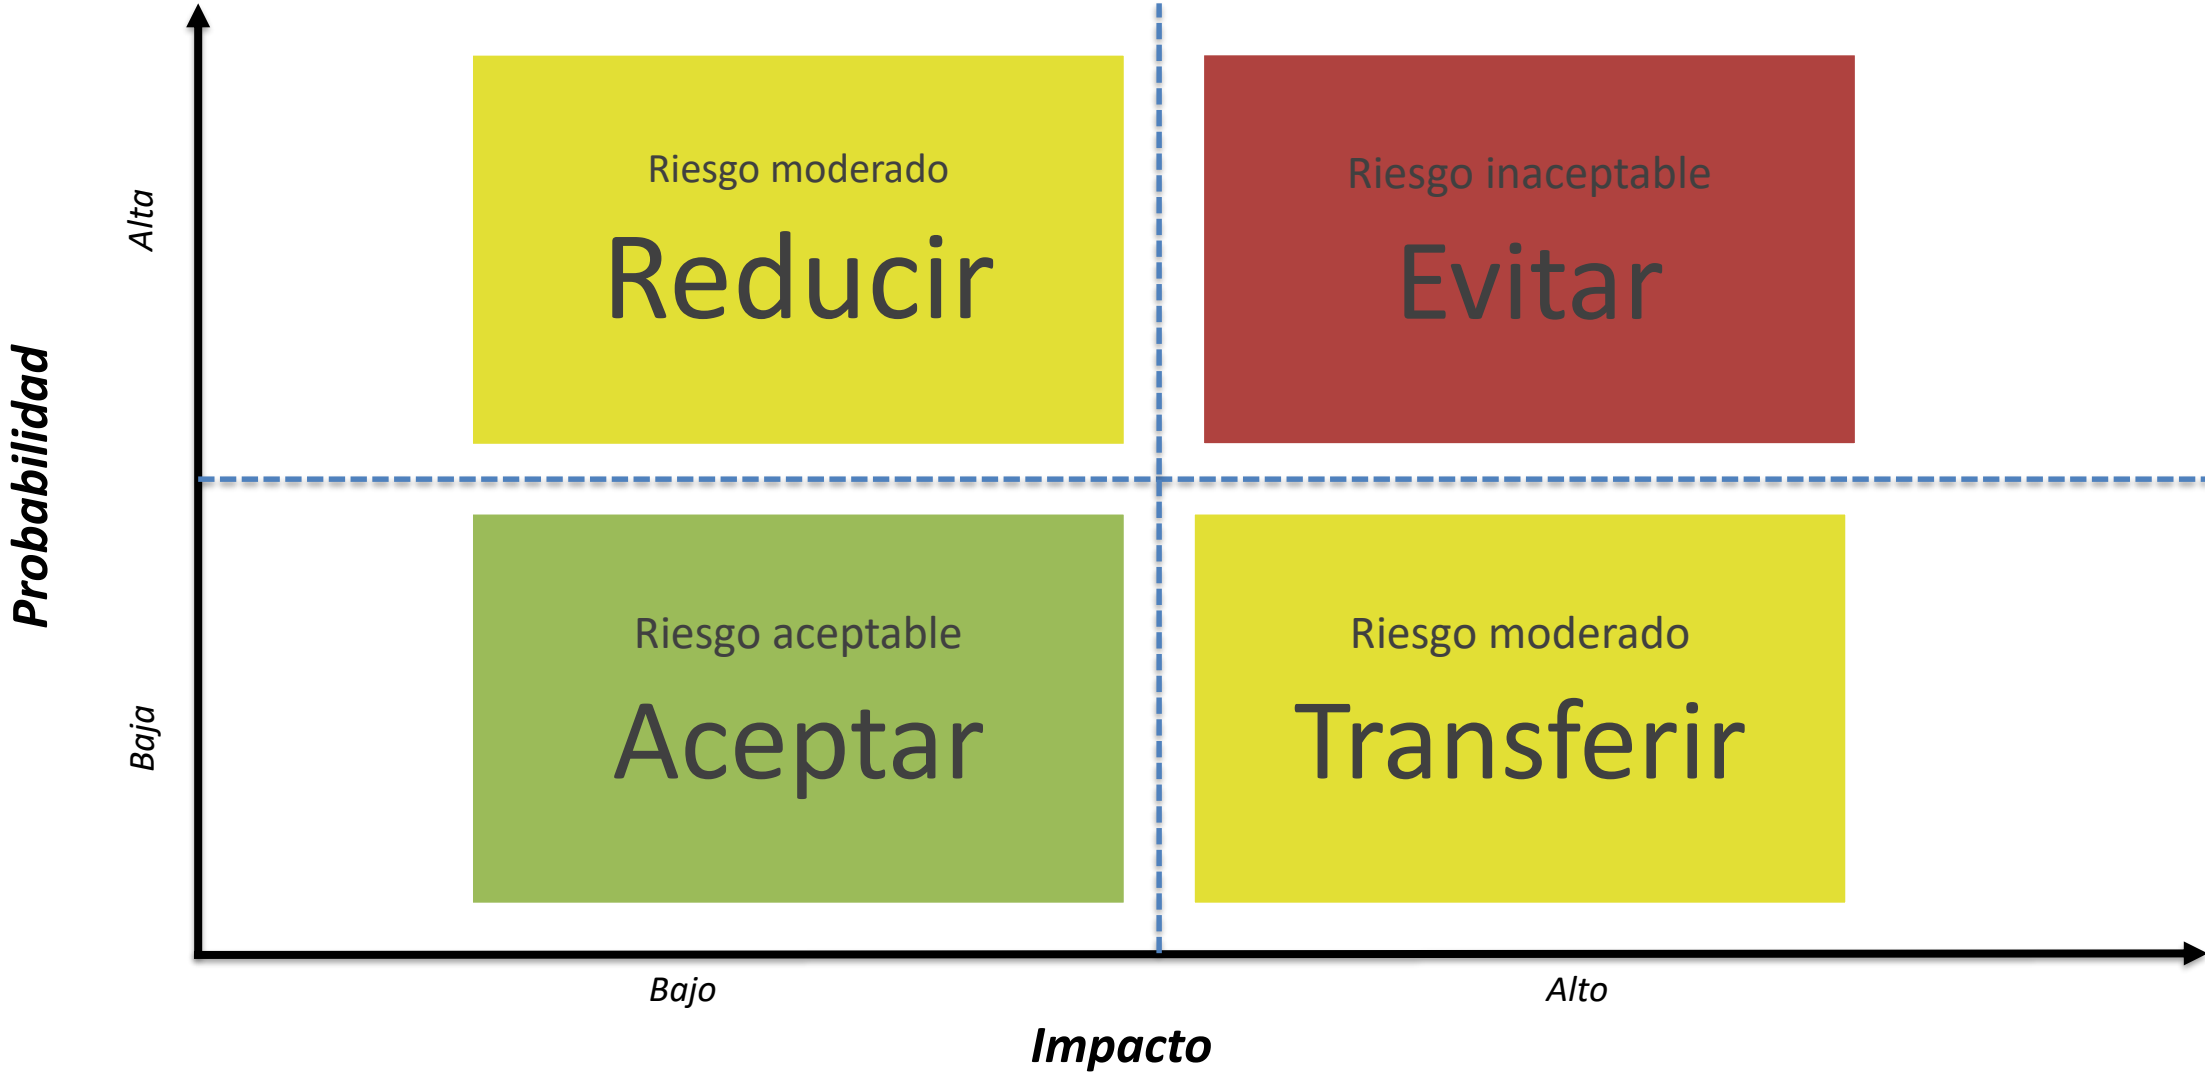 Riesgo moderado
Reducir
Riesgo inaceptable
Evitar
Alta
Probabilidad
Riesgo aceptable
Aceptar
Riesgo moderado
Transferir
Baja
Bajo
Alto
Impacto